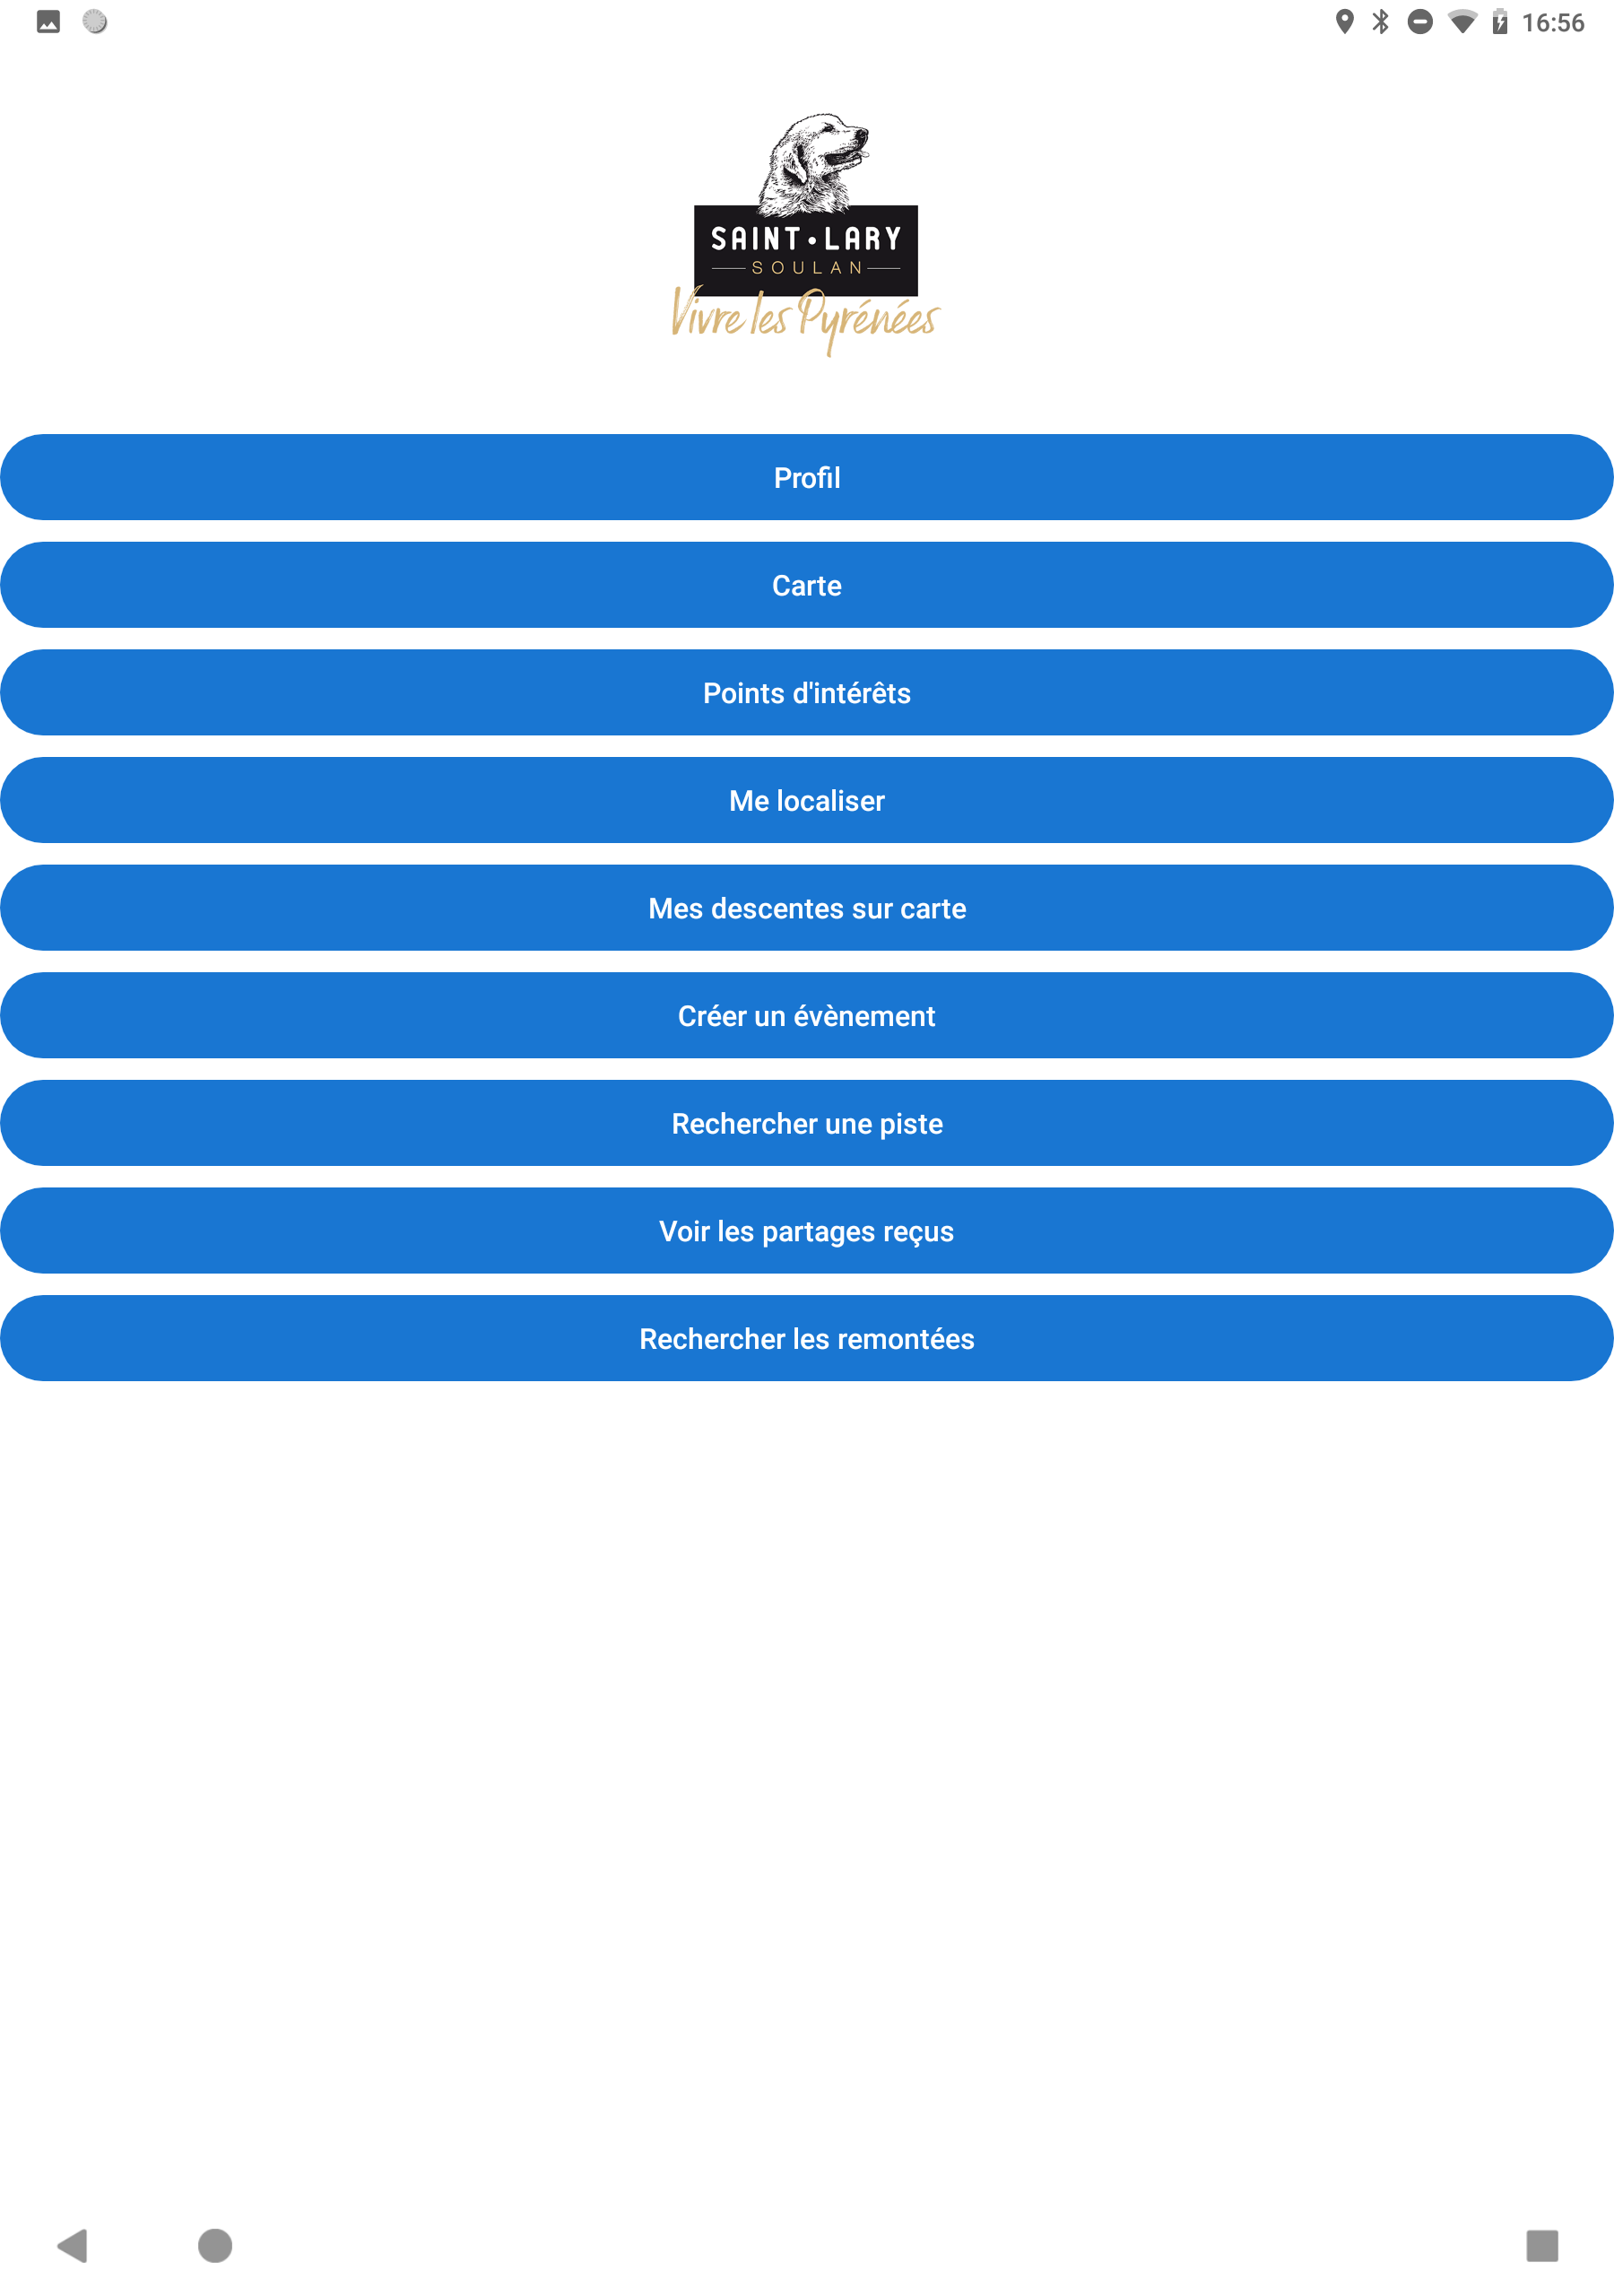 16:56
SAINT•LARY
SOULAN
Vivre les Pyrénées
Profil
Carte
Points d'intérêts
Me localiser
Mes descentes sur carte
Créer un évènement
Rechercher une piste
Voir les partages reçus
Rechercher les remontées